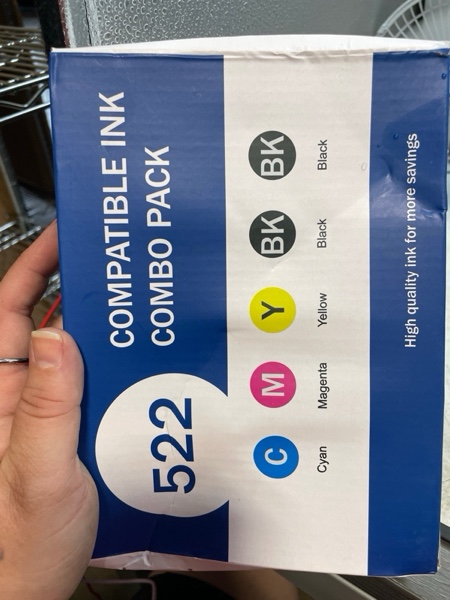 COMPATIBLE INK
COMBO PACK
522
C M Y BK BK
Cyan Magenta Yellow Black Black
High quality ink for more savings